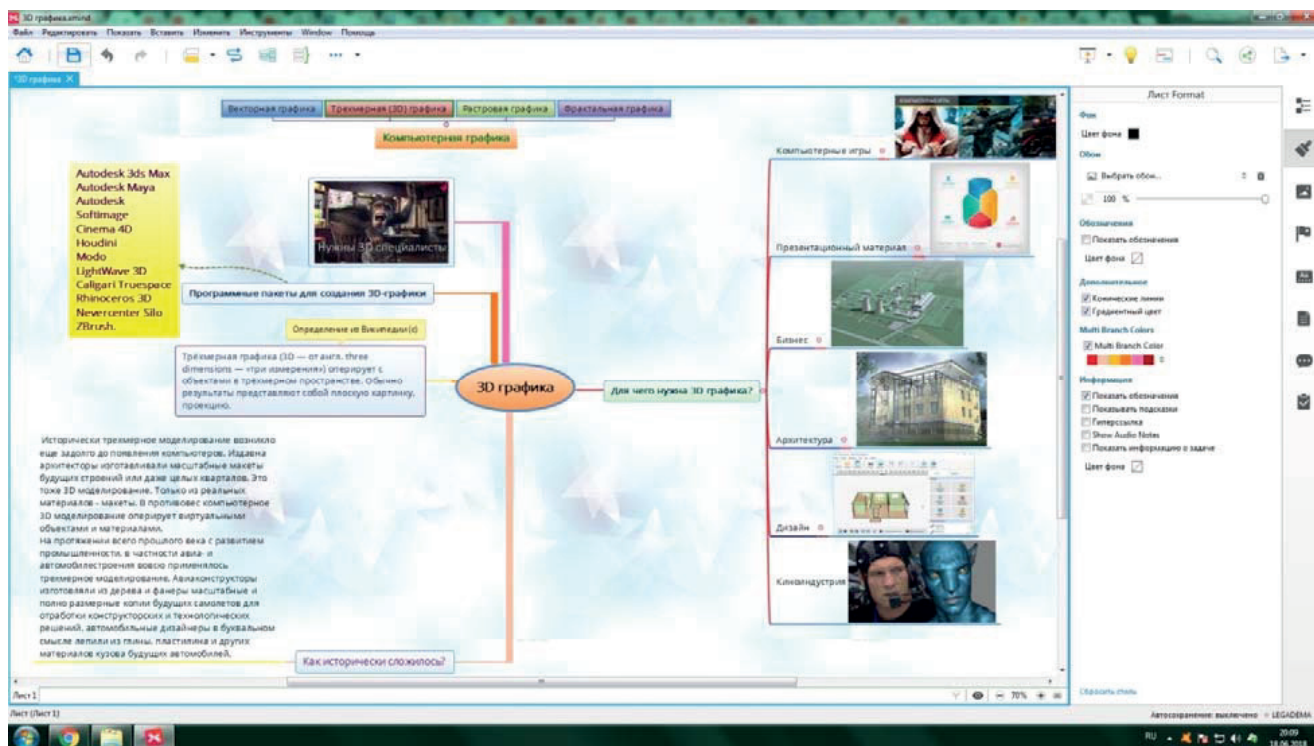 3D графика.xmind
Файл Редактировать Показать Вставить Изменить Инструменты Window Помощь
*3D графика
Векторная графика Трехмерная (3D) графика Растровая графика Фрактальная графика
Компьютерная графика
Autodesk 3ds Max
Autodesk Maya
Autodesk
Softimage
Cinema 4D
Houdini
Modo
LightWave 3D
Caligari Truespace
Rhinoceros 3D
Nevercenter Silo
ZBrush.
Нужны 3D специалисты
Программные пакеты для создания 3D-графики
Определение из Википедии(с)
Трёхмерная графика (3D — от англ. three
dimensions — «три измерения») оперирует с
объектами в трёхмерном пространстве. Обычно
результаты представляют собой плоскую картинку,
проекцию.
3D графика
Исторически трехмерное моделирование возникло
еще задолго до появления компьютеров. Издавна
архитекторы изготавливали масштабные макеты
будущих строений или даже целых кварталов. Это
тоже 3D моделирование. Только из реальных
материалов - макеты. В противовес компьютерное
3D моделирование оперирует виртуальными
объектами и материалами.
На протяжении всего прошлого века с развитием
промышленности, в частности авиа- и
автомобилестроения вовсю применялось
трехмерное моделирование. Авиаконструкторы
изготовляли из дерева и фанеры масштабные и
полно размерные копии будущих самолетов для
отработки конструкторских и технологических
решений, автомобильные дизайнеры в буквальном
смысле лепили из глины, пластилина и других
материалов кузова будущих автомобилей.
Как исторически сложилось?
Для чего нужна 3D графика?
Компьютерные игры
Презентационный материал
Бизнес
Архитектура
Дизайн
Киноиндустрия
Лист Format
Фон
Цвет фона
Обои
Выбрать обои...
100 %
Обозначения
Показать обозначения
Цвет фона
Дополнительное
Конические линии
Градиентный цвет
Multi Branch Colors
Multi Branch Color
Информация
Показать обозначения
Показывать подсказки
Гиперссылка
Show Audio Notes
Показать информацию о задаче
Цвет фона
Сбросить стиль
Лист 1
70%
Лист (Лист 1)
Автосохранение: выключено LEGADEMA
RU
20:09
18.06.2018